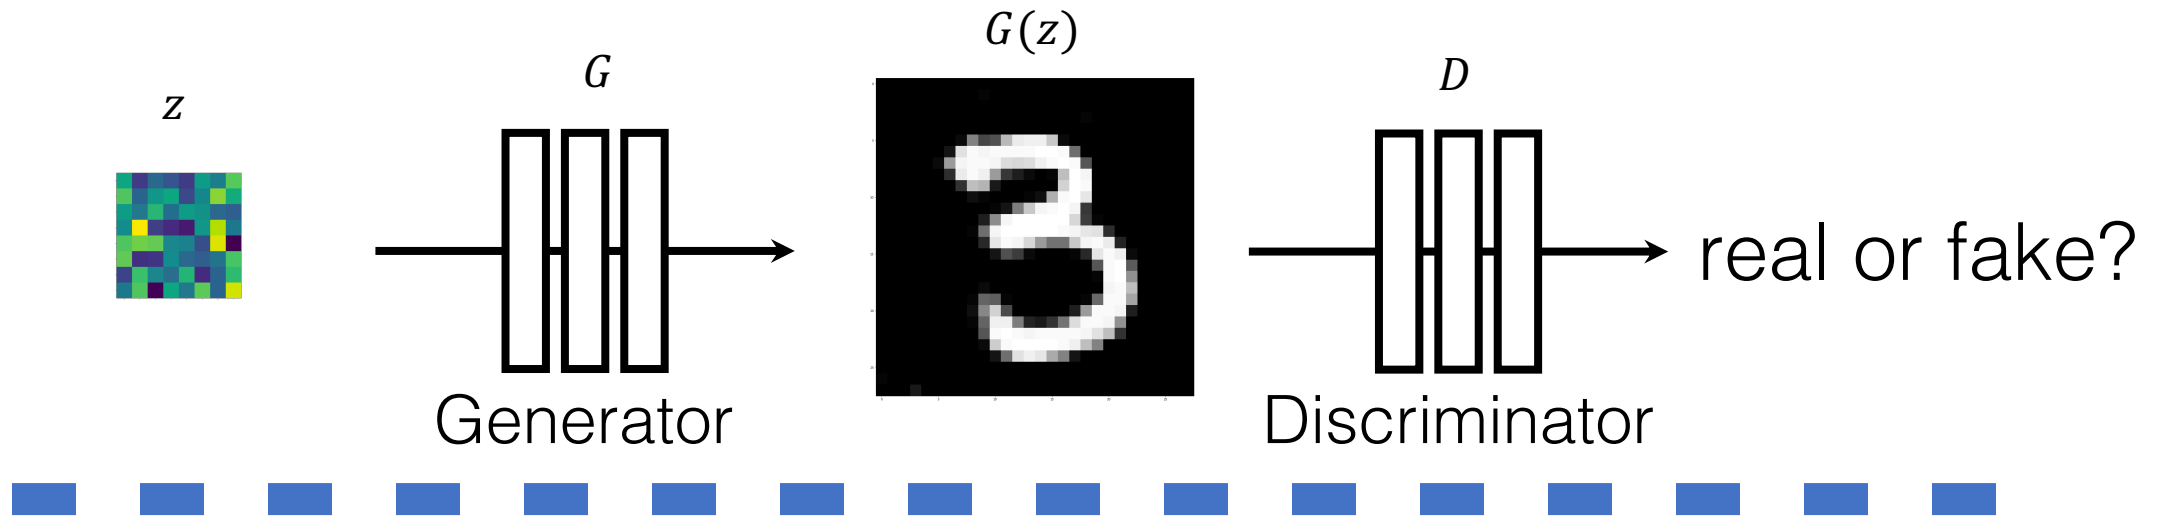 z
G
Generator
G(z)
D
Discriminator
real or fake?